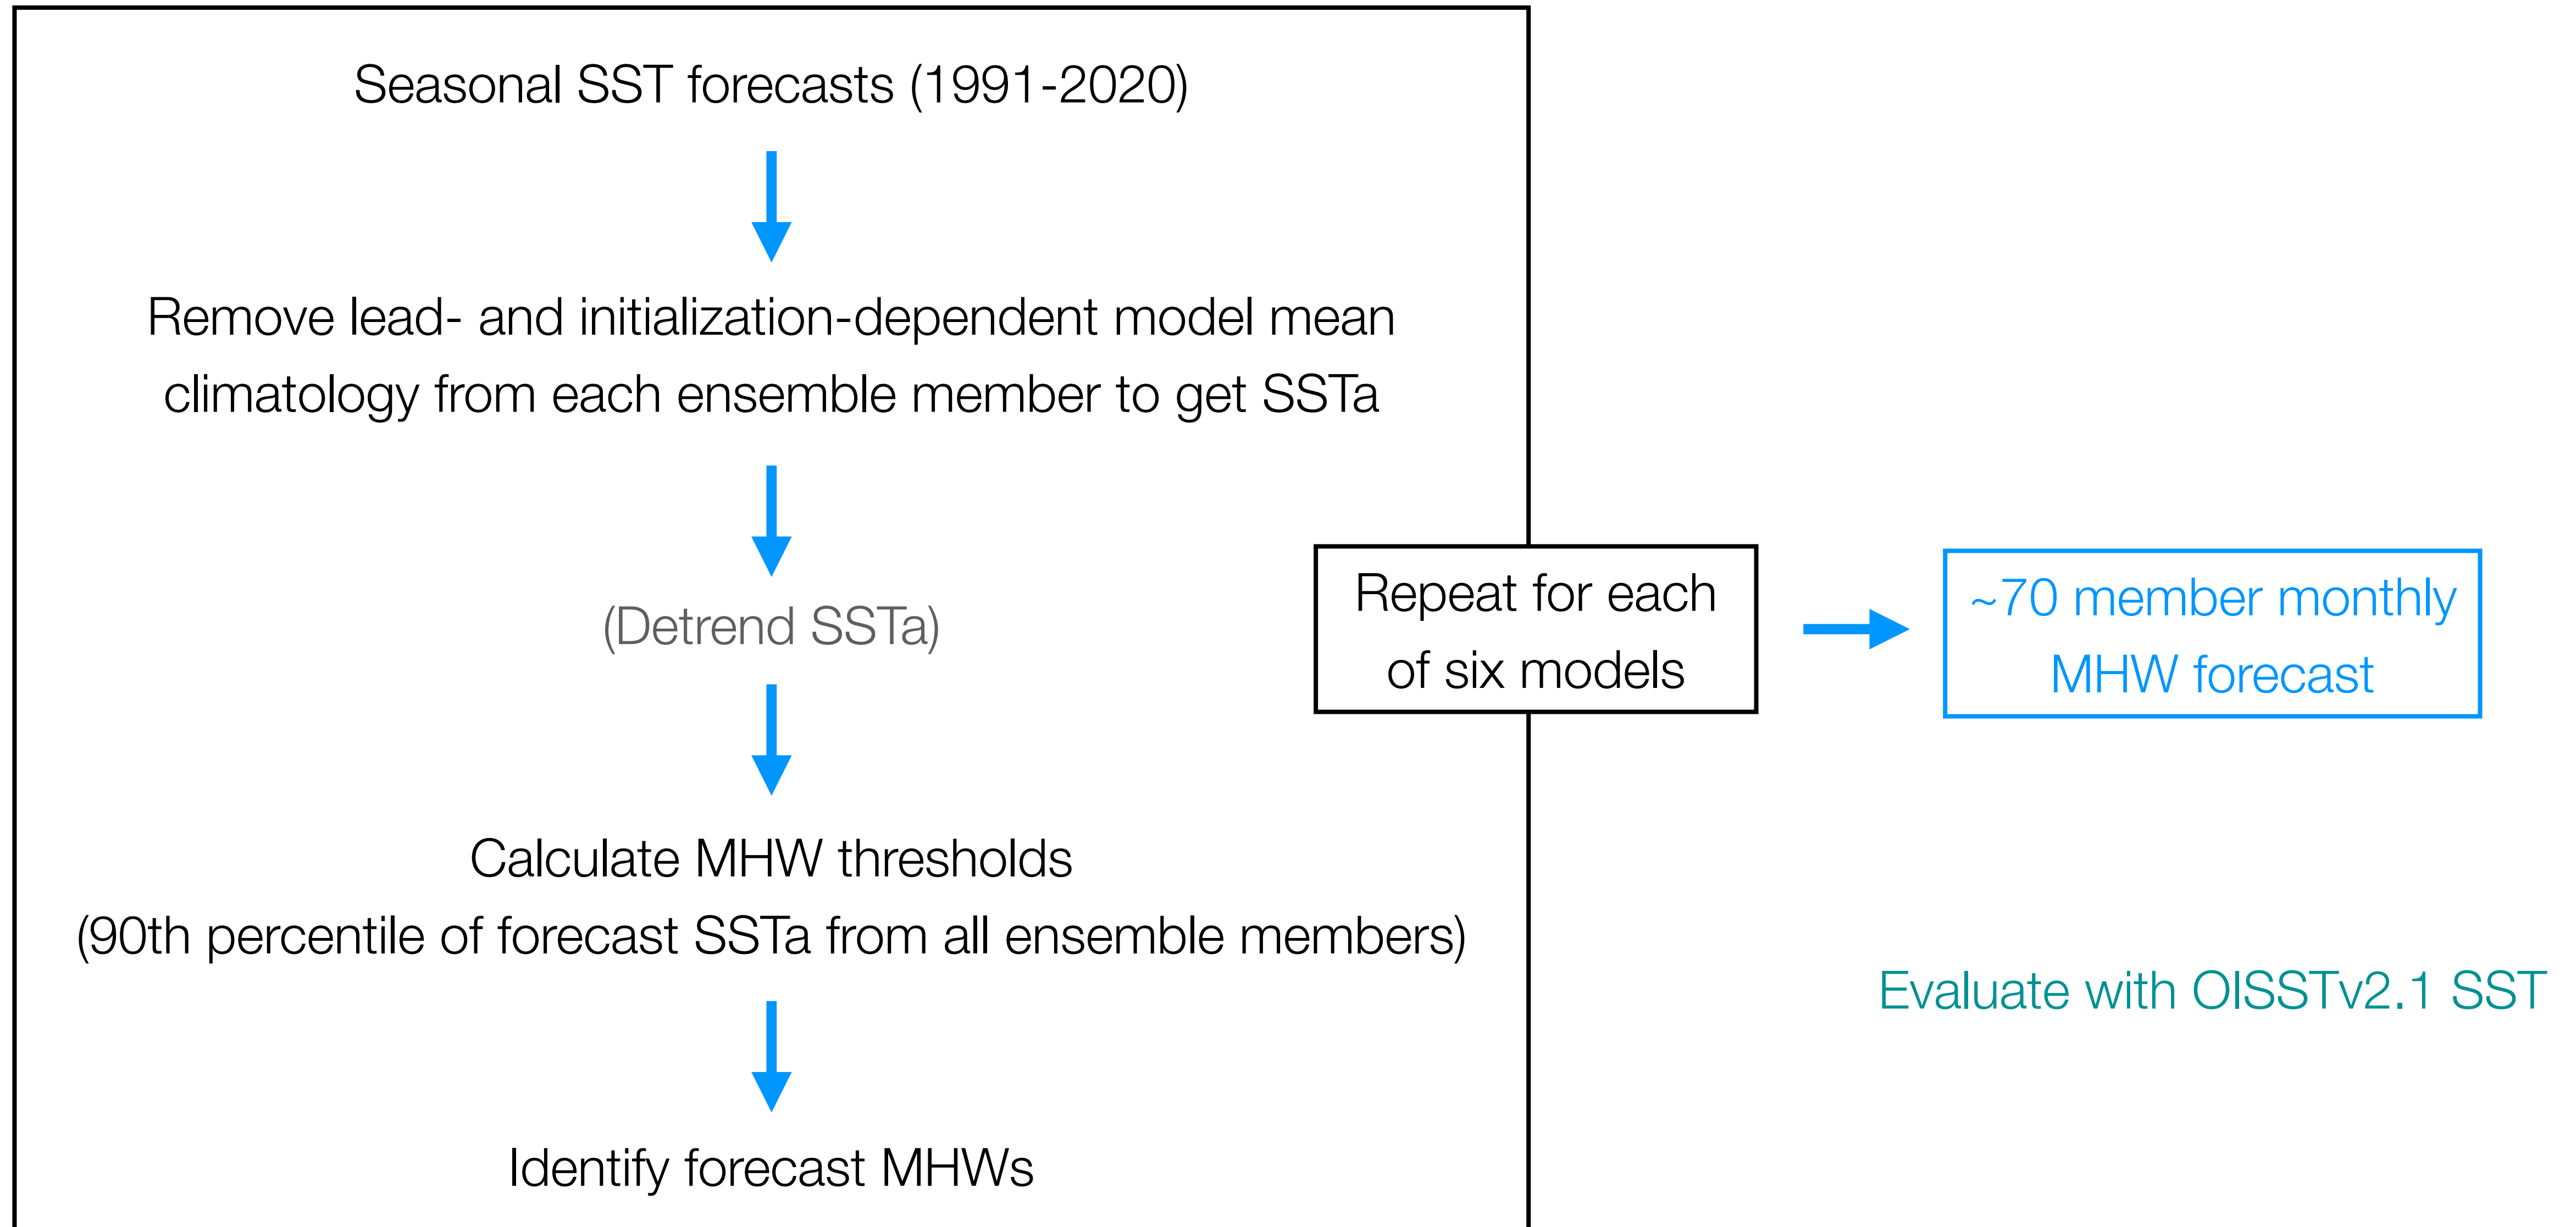 Seasonal SST forecasts (1991-2020)
Remove lead- and initialization-dependent model mean
climatology from each ensemble member to get SSTa
(Detrend SSTa)
Calculate MHW thresholds
(90th percentile of forecast SSTa from all ensemble members)
Identify forecast MHWs
Repeat for each
of six models
~70 member monthly
MHW forecast
Evaluate with OISSTv2.1 SST